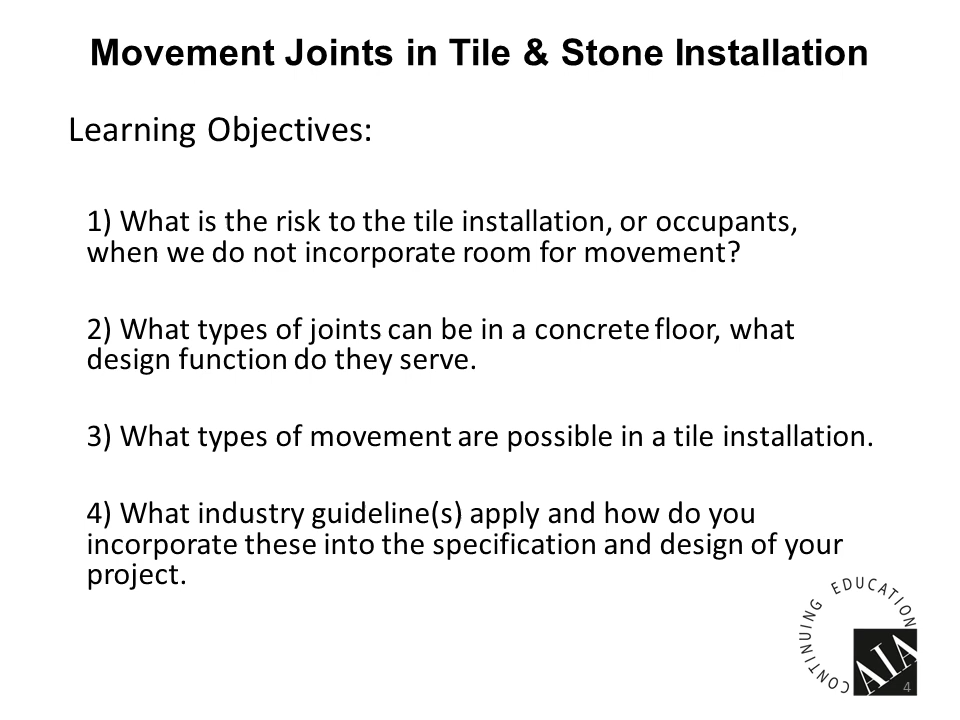 Movement Joints in Tile & Stone Installation
Learning Objectives:
1) What is the risk to the tile installation, or occupants,
when we do not incorporate room for movement?
2) What types of joints can be in a concrete floor, what
design function do they serve.
3) What types of movement are possible in a tile installation.
4) What industry guideline(s) apply and how do you
incorporate these into the specification and design of your
project.
CONTINUING EDUCATION
AIA
4